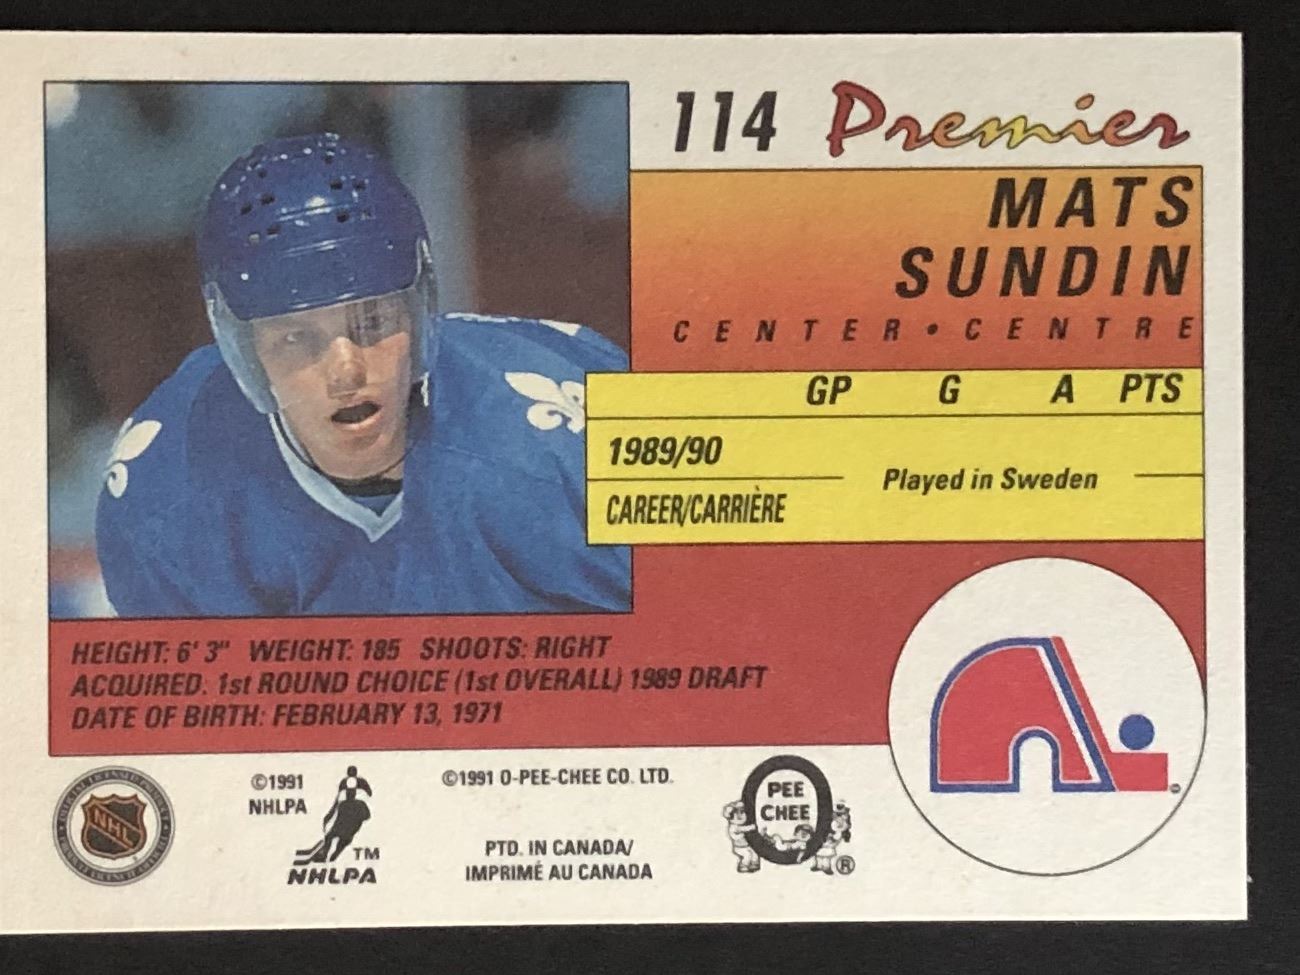 114 Premier
MATS
SUNDIN
CENTER • CENTRE
GP G A PTS
1989/90
Played in Sweden
CAREER/CARRIÈRE
HEIGHT: 6' 3" WEIGHT: 185 SHOOTS: RIGHT
ACQUIRED. 1st ROUND CHOICE (1st OVERALL) 1989 DRAFT
DATE OF BIRTH: FEBRUARY 13, 1971
NHL
©1991
NHLPA
TM
NHLPA
©1991 O-PEE-CHEE CO. LTD.
PTD. IN CANADA/
IMPRIMÉ AU CANADA
O
PEE
CHEE
®